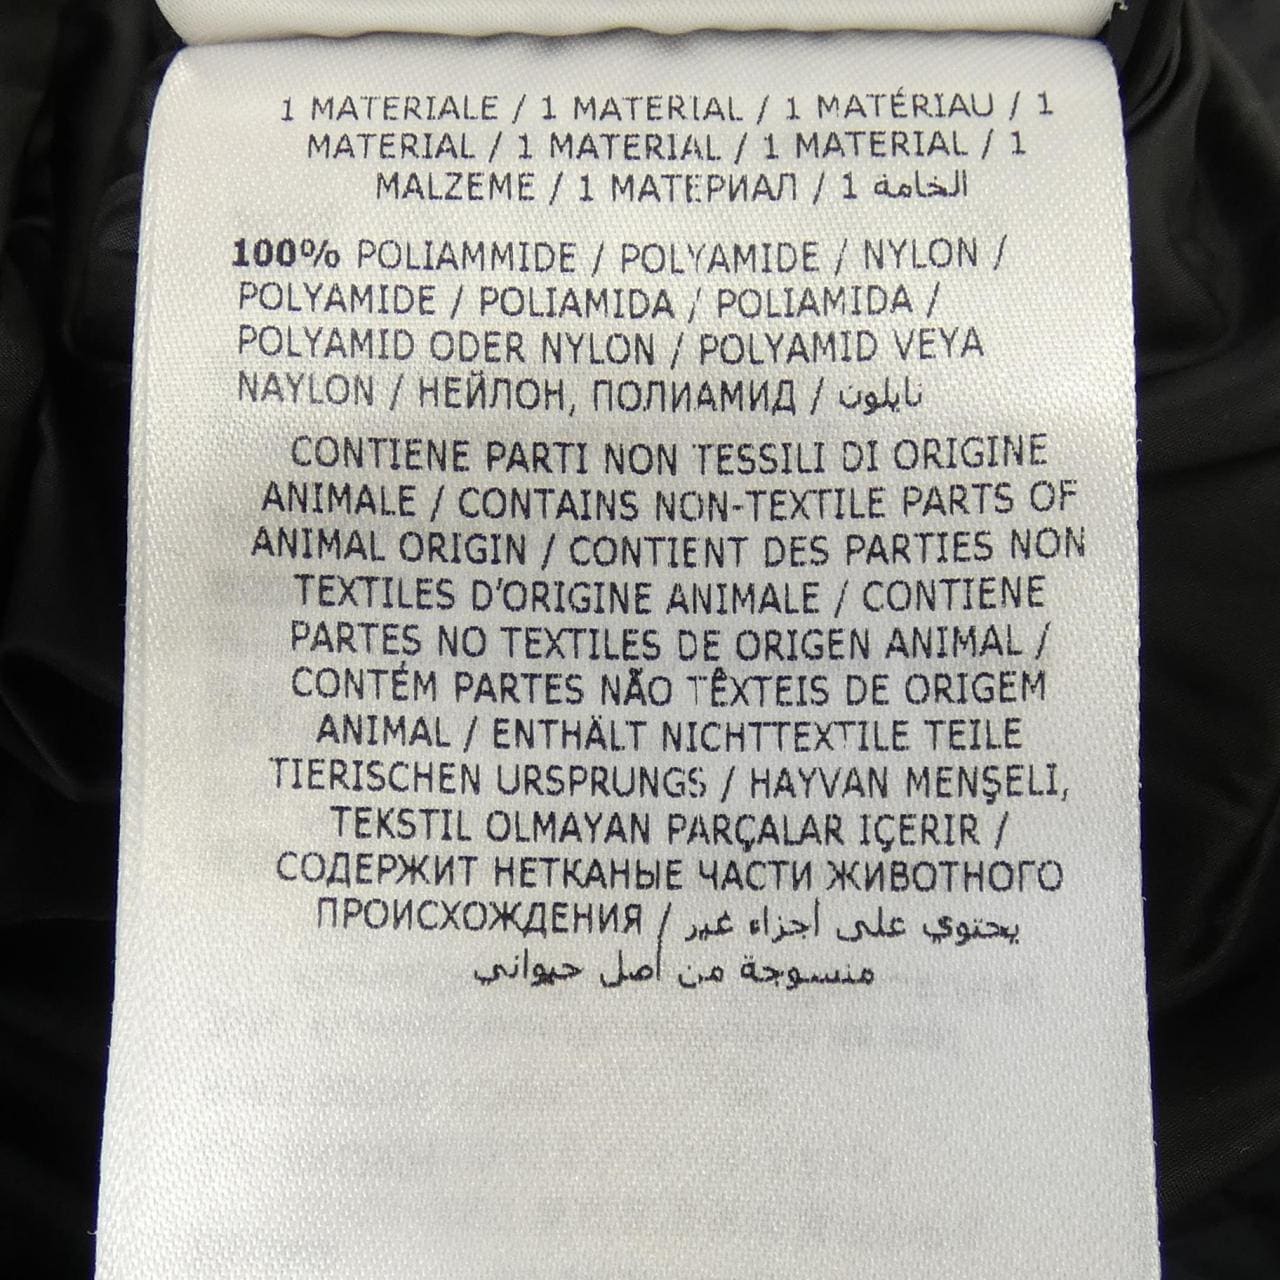 1 MATERIALE / 1 MATERIAL / 1 MATÉRIAU / 1
MATERIAL / 1 MATERIAL / 1 MATERIAL / 1
MALZEME / 1 МАТЕРИАЛ / 1 الخامة
100% POLIAMMIDE / POLYAMIDE / NYLON /
POLYAMIDE / POLIAMIDA / POLIAMIDA /
POLYAMID ODER NYLON / POLYAMID VEYA
NAYLON / НЕЙЛОН, ПОЛИАМИД / نايلون
CONTIENE PARTI NON TESSILI DI ORIGINE
ANIMALE / CONTAINS NON-TEXTILE PARTS OF
ANIMAL ORIGIN / CONTIENT DES PARTIES NON
TEXTILES D'ORIGINE ANIMALE / CONTIENE
PARTES NO TEXTILES DE ORIGEN ANIMAL /
CONTÉM PARTES NÃO TÊXTEIS DE ORIGEM
ANIMAL / ENTHÄLT NICHTTEXTILE TEILE
TIERISCHEN URSPRUNGS / HAYVAN MENŞELI,
TEKSTIL OLMAYAN PARÇALAR IÇERIR /
СОДЕРЖИТ НЕТКАНЫЕ ЧАСТИ ЖИВОТНОГО
ПРОИСХОЖДЕНИЯ / يحتوي على أجزاء غير
منسوجة من أصل حيواني